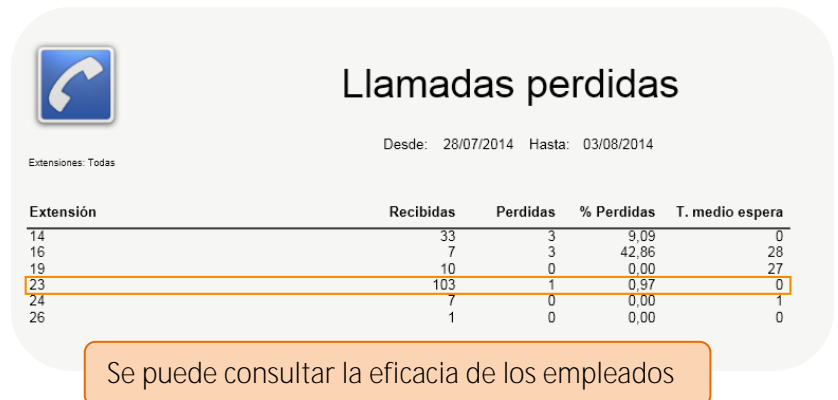 Llamadas perdidas
Desde: 28/07/2014 Hasta: 03/08/2014
Extensiones: Todas
Extensión Recibidas Perdidas % Perdidas T. medio espera
14 33 3 9,09 0
16 7 3 42,86 28
19 10 0 0,00 27
23 103 1 0,97 0
24 7 0 0,00 1
26 1 0 0,00 0
Se puede consultar la eficacia de los empleados